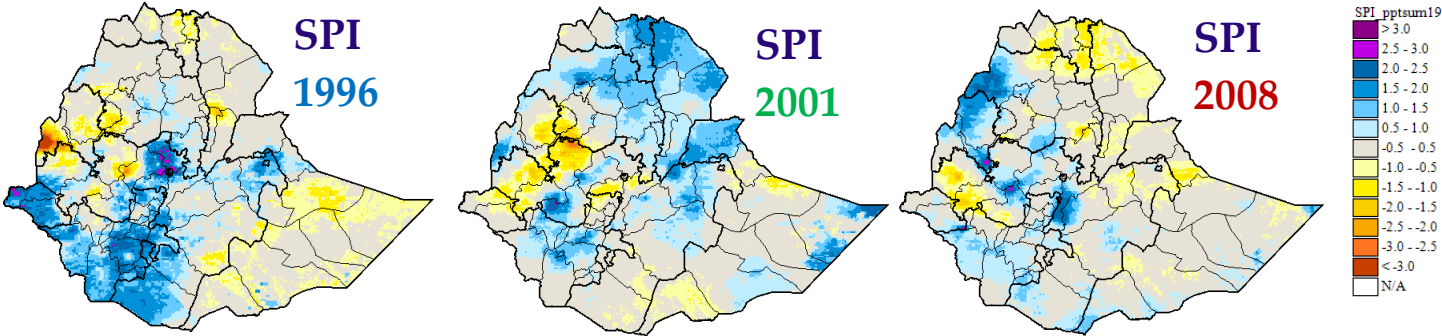 SPI
1996
SPI
2001
SPI
2008
SPI_pptsum19
> 3.0
2.5 - 3.0
2.0 - 2.5
1.5 - 2.0
1.0 - 1.5
0.5 - 1.0
-0.5 - 0.5
-1.0 - -0.5
-1.5 - -1.0
-2.0 - -1.5
-2.5 - -2.0
-3.0 - -2.5
< -3.0
N/A